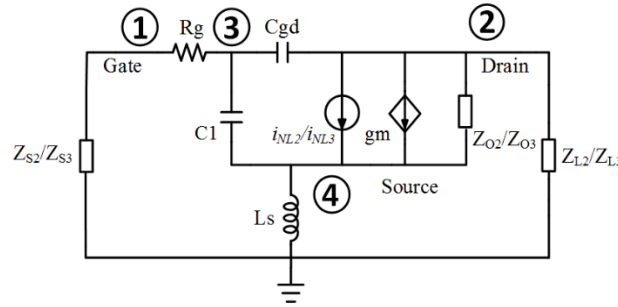 ① Rg ③ Cgd ②
Gate Drain
C1 iNL2/iNL3 gm ZO2/ZO3
ZS2/ZS3 ZL2/ZL3
④ Source
Ls